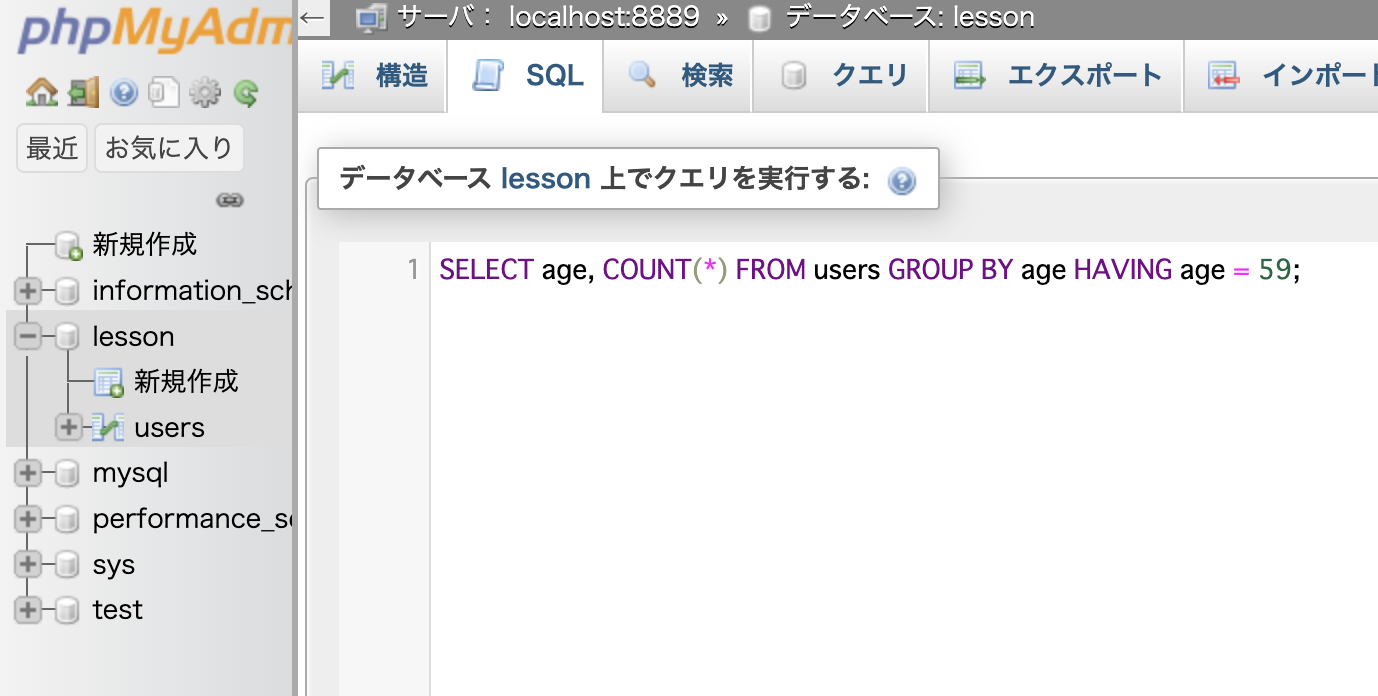 phpMyAdm
最近 お気に入り
新規作成
information_sch
lesson
新規作成
users
mysql
performance_s
sys
test
← サーバ： localhost:8889 » データベース: lesson
構造 SQL 検索 クエリ エクスポート インポート
データベース lesson 上でクエリを実行する:
1 SELECT age, COUNT(*) FROM users GROUP BY age HAVING age = 59;